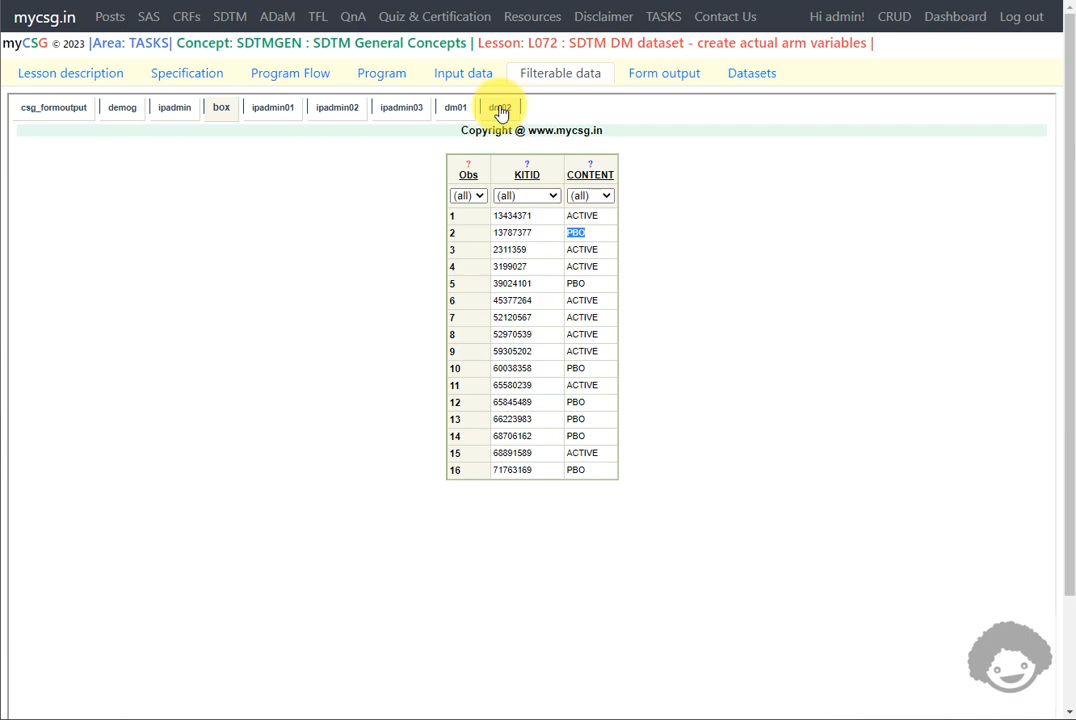 mycsg.in Posts SAS CRFs SDTM ADaM TFL QnA Quiz & Certification Resources Disclaimer TASKS Contact Us Hi admin! CRUD Dashboard Log out
myCSG © 2023 |Area: TASKS| Concept: SDTMGEN : SDTM General Concepts | Lesson: L072 : SDTM DM dataset - create actual arm variables |
Lesson description Specification Program Flow Program Input data Filterable data Form output Datasets
csg_formoutput demog ipadmin box ipadmin01 ipadmin02 ipadmin03 dm01 dm02
Copyright @ www.mycsg.in
? ? ?
Obs KITID CONTENT
(all) (all) (all)
1 13434371 ACTIVE
2 13787377 PBO
3 2311359 ACTIVE
4 3199027 ACTIVE
5 39024101 PBO
6 45377264 ACTIVE
7 52120567 ACTIVE
8 52970539 ACTIVE
9 59305202 ACTIVE
10 60038358 PBO
11 65580239 ACTIVE
12 65845489 PBO
13 66223983 PBO
14 68706162 PBO
15 68891589 ACTIVE
16 71763169 PBO